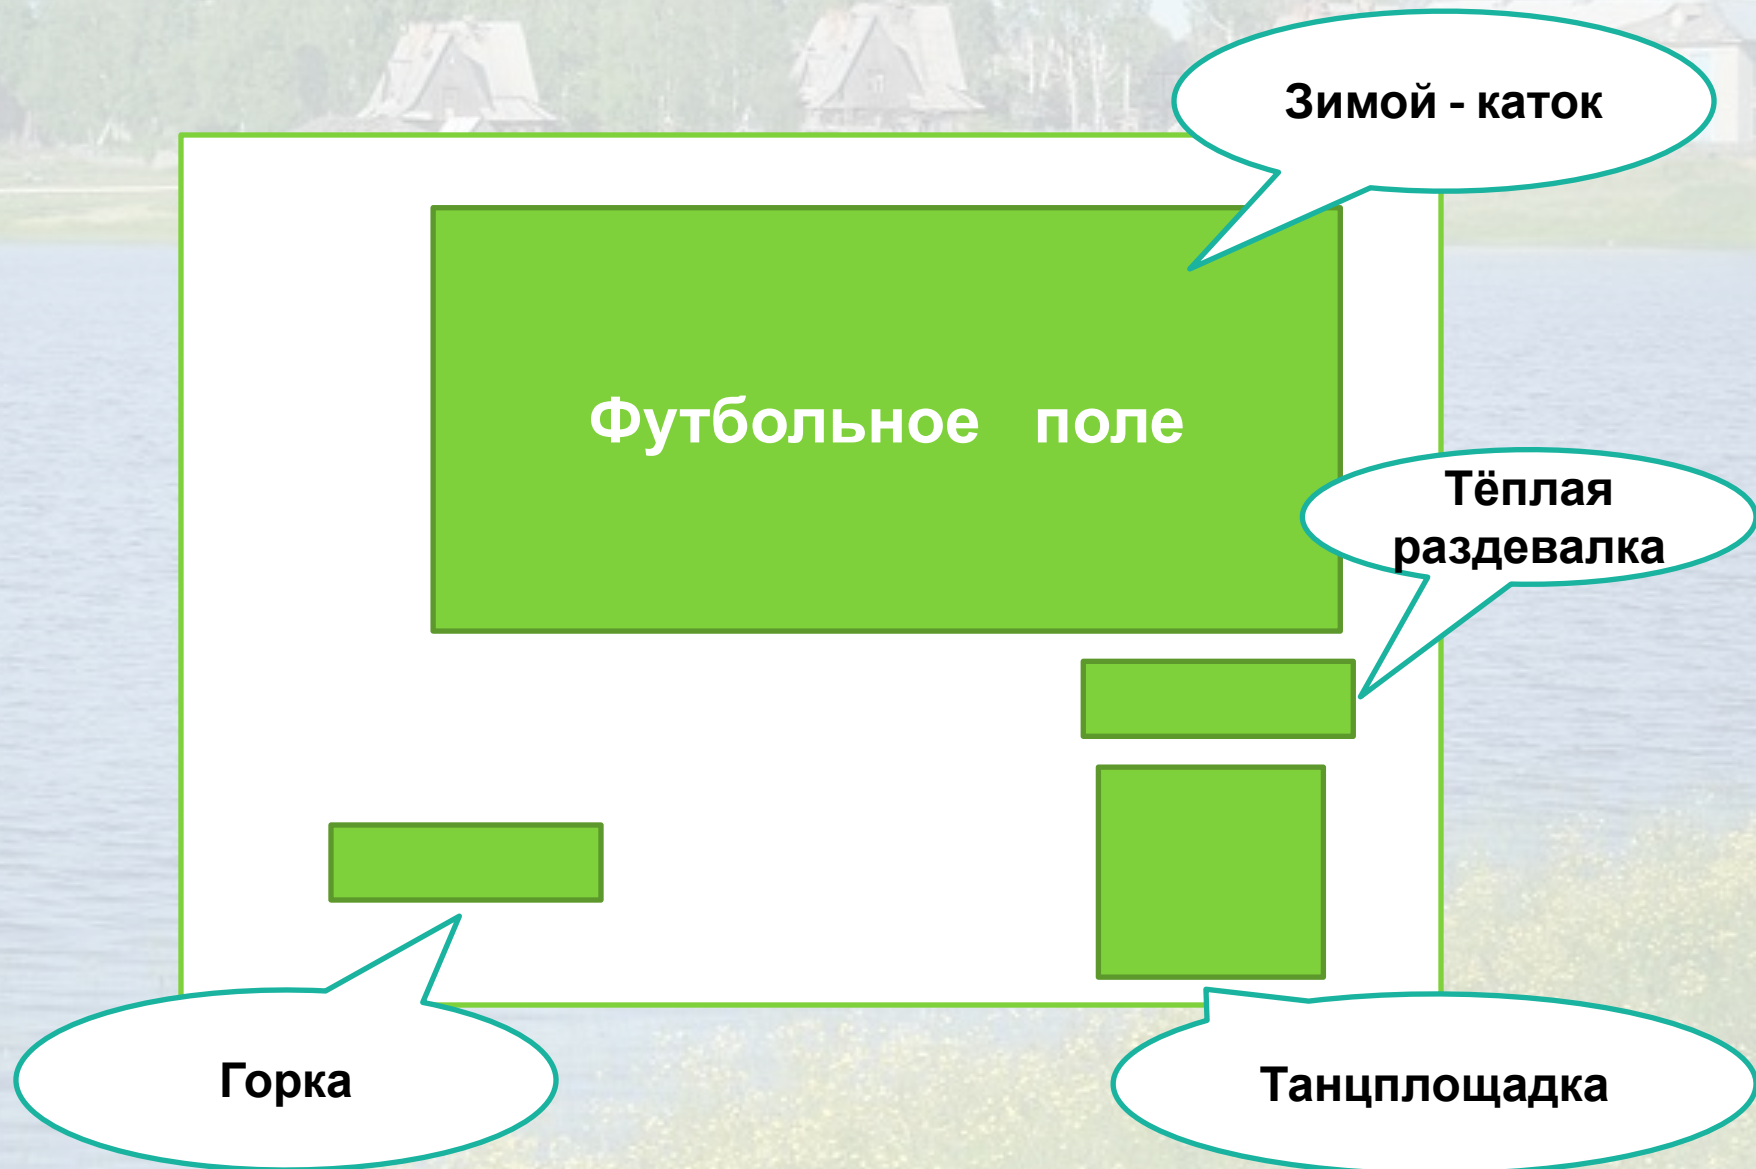 Зимой - каток
Футбольное поле
Тёплая
раздевалка
Горка
Танцплощадка